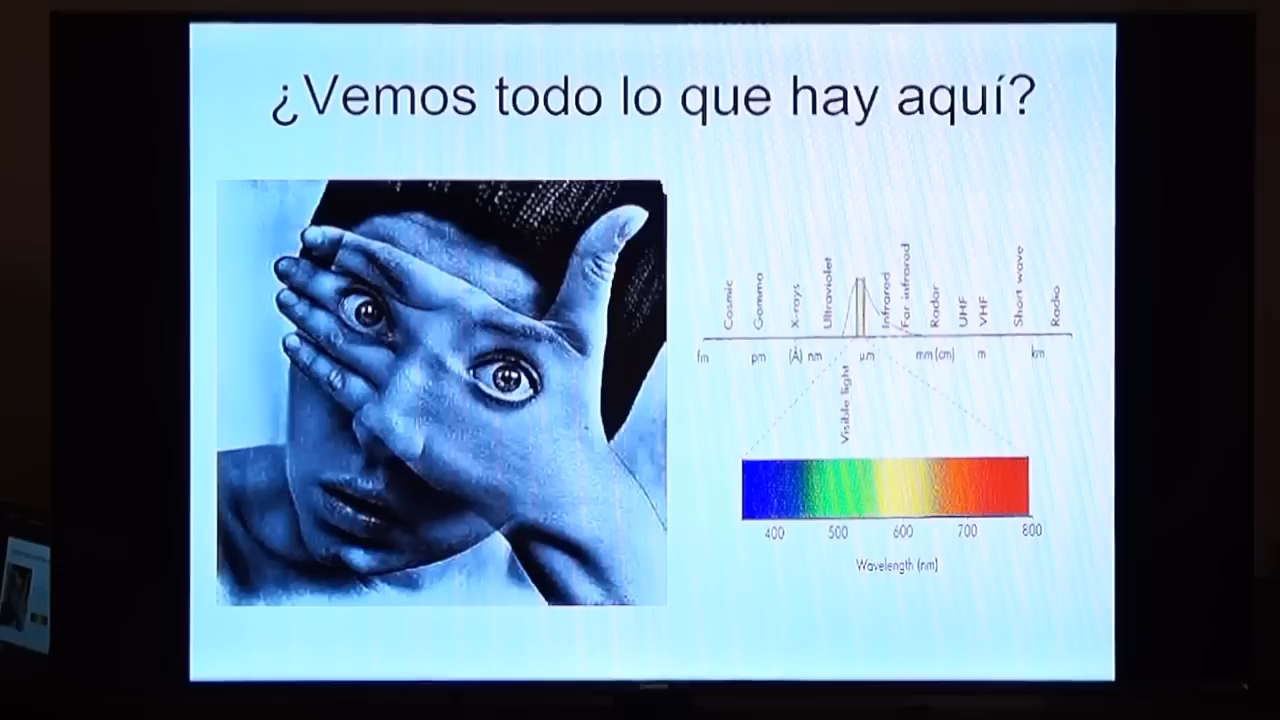 ¿Vemos todo lo que hay aquí?
Cosmic Gamma X-rays Ultraviolet Infrared Far infrared Radar UHF VHF Short wave Radio
fm pm (Å) nm µm mm (cm) m km
Visible light
400 500 600 700 800
Wavelength (nm)